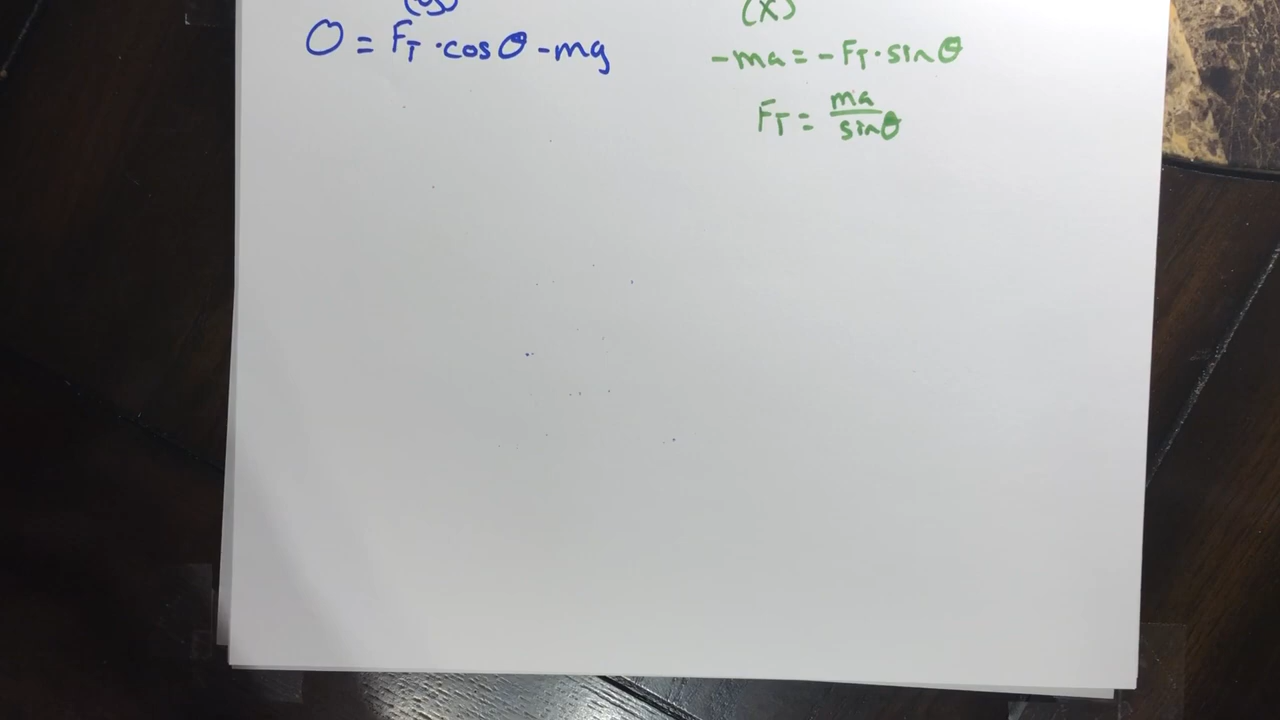 (y)
0 = F_T · cos θ - mg
(x)
-ma = -F_T · sin θ
F_T = ma/sin θ